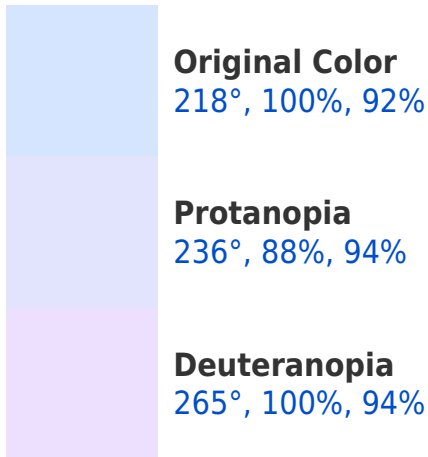 Original Color
218°, 100%, 92%
Protanopia
236°, 88%, 94%
Deuteranopia
265°, 100%, 94%